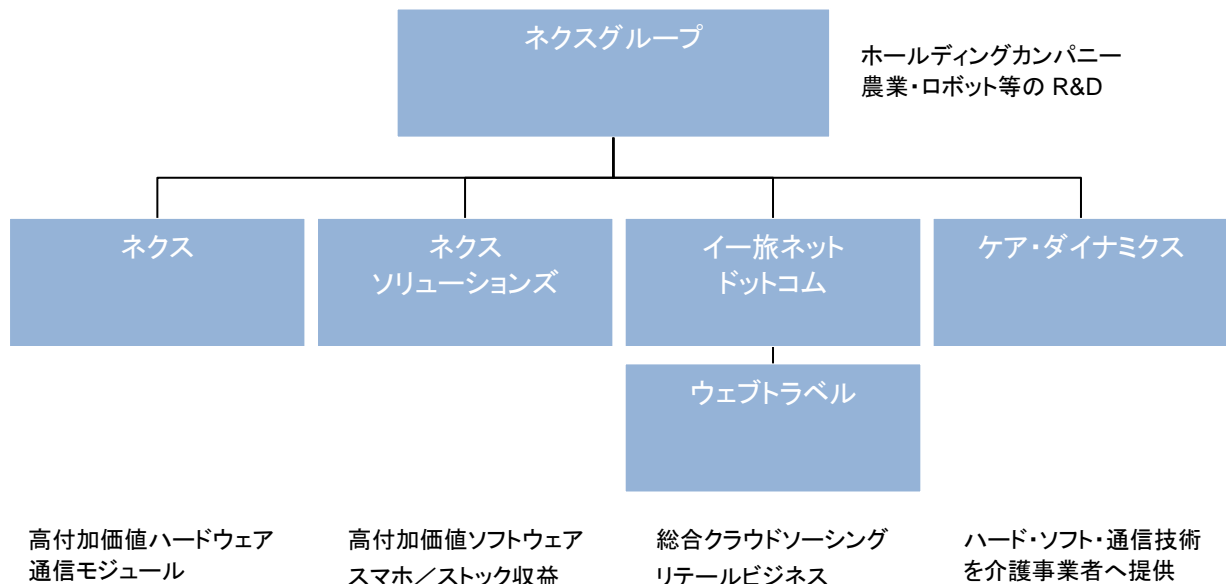 ネクスグループ
ホールディングカンパニー
農業・ロボット等の R&D
ネクス
ネクス
ソリューションズ
イー旅ネット
ドットコム
ケア・ダイナミクス
ウェブトラベル
高付加価値ハードウェア
通信モジュール
高付加価値ソフトウェア
スマホ／ストック収益
総合クラウドソーシング
リテールビジネス
ハード・ソフト・通信技術
を介護事業者へ提供